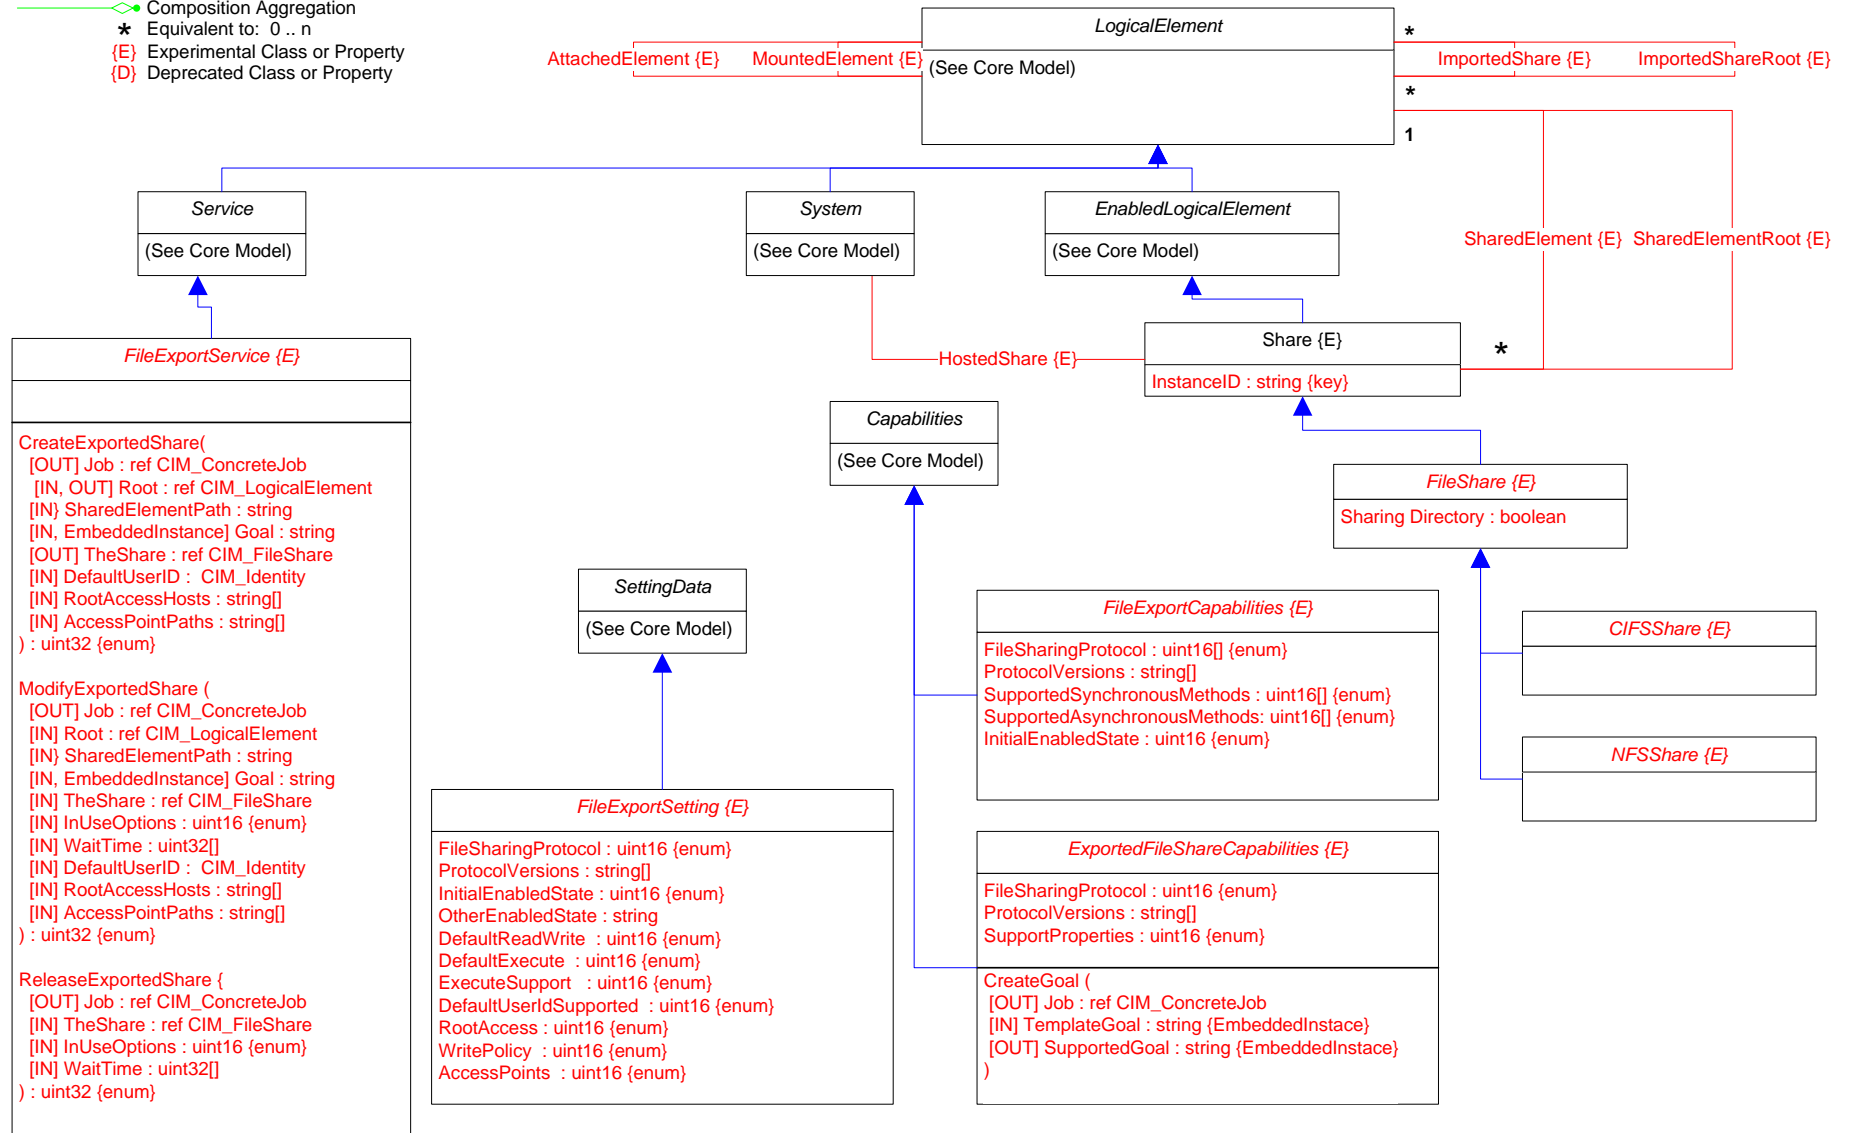 Composition Aggregation
* Equivalent to: 0 .. n
{E} Experimental Class or Property
{D} Deprecated Class or Property
LogicalElement
(See Core Model)
AttachedElement {E}
MountedElement {E}
*
ImportedShare {E}
ImportedShareRoot {E}
*
1
SharedElement {E}
SharedElementRoot {E}
*
Service
(See Core Model)
System
(See Core Model)
EnabledLogicalElement
(See Core Model)
HostedShare {E}
Share {E}
InstanceID : string {key}
FileExportService {E}
CreateExportedShare(
[OUT] Job : ref CIM_ConcreteJob
[IN, OUT] Root : ref CIM_LogicalElement
[IN} SharedElementPath : string
[IN, EmbeddedInstance] Goal : string
[OUT] TheShare : ref CIM_FileShare
[IN] DefaultUserID : CIM_Identity
[IN] RootAccessHosts : string[]
[IN] AccessPointPaths : string[]
) : uint32 {enum}
ModifyExportedShare (
[OUT] Job : ref CIM_ConcreteJob
[IN] Root : ref CIM_LogicalElement
[IN} SharedElementPath : string
[IN, EmbeddedInstance] Goal : string
[IN] TheShare : ref CIM_FileShare
[IN] InUseOptions : uint16 {enum}
[IN] WaitTime : uint32[]
[IN] DefaultUserID : CIM_Identity
[IN] RootAccessHosts : string[]
[IN] AccessPointPaths : string[]
) : uint32 {enum}
ReleaseExportedShare {
[OUT] Job : ref CIM_ConcreteJob
[IN] TheShare : ref CIM_FileShare
[IN] InUseOptions : uint16 {enum}
[IN] WaitTime : uint32[]
) : uint32 {enum}
Capabilities
(See Core Model)
FileShare {E}
Sharing Directory : boolean
SettingData
(See Core Model)
FileExportCapabilities {E}
FileSharingProtocol : uint16[] {enum}
ProtocolVersions : string[]
SupportedSynchronousMethods : uint16[] {enum}
SupportedAsynchronousMethods: uint16[] {enum}
InitialEnabledState : uint16 {enum}
CIFSShare {E}
NFSShare {E}
FileExportSetting {E}
FileSharingProtocol : uint16 {enum}
ProtocolVersions : string[]
InitialEnabledState : uint16 {enum}
OtherEnabledState : string
DefaultReadWrite : uint16 {enum}
DefaultExecute : uint16 {enum}
ExecuteSupport : uint16 {enum}
DefaultUserIdSupported : uint16 {enum}
RootAccess : uint16 {enum}
WritePolicy : uint16 {enum}
AccessPoints : uint16 {enum}
ExportedFileShareCapabilities {E}
FileSharingProtocol : uint16 {enum}
ProtocolVersions : string[]
SupportProperties : uint16 {enum}
CreateGoal (
[OUT] Job : ref CIM_ConcreteJob
[IN] TemplateGoal : string {EmbeddedInstace}
[OUT] SupportedGoal : string {EmbeddedInstace}
)